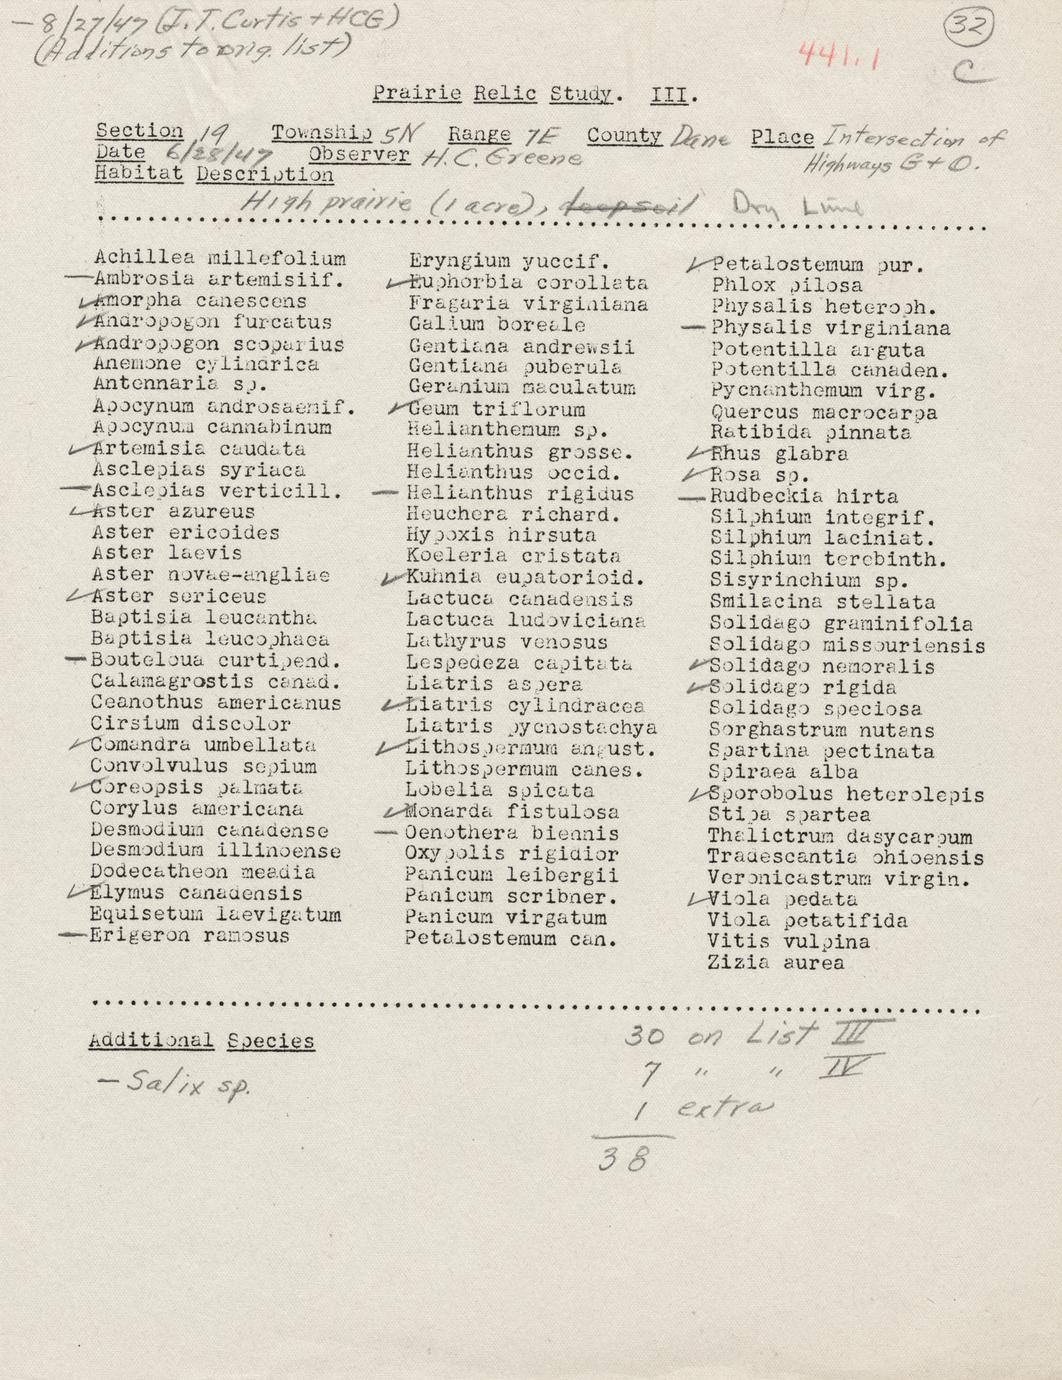 — 8/27/47 (J. T. Curtis + HCG)
(Additions to orig. list)
32
441.1
C
Prairie Relic Study. III.
Section 19 Township 5N Range 7E County Dane Place Intersection of
Date 6/28/47 Observer H.C. Greene Highways G + O.
Habitat Description
High prairie (1 acre), deep soil Dry Lime
Achillea millefolium
— Ambrosia artemisiif.
✓ Amorpha canescens
✓ Andropogon furcatus
✓ Andropogon scoparius
Anemone cylindrica
Antennaria sp.
Apocynum androsaemif.
Apocynum cannabinum
✓ Artemisia caudata
Asclepias syriaca
— Asclepias verticill.
✓ Aster azureus
Aster ericoides
Aster laevis
Aster novae-angliae
✓ Aster sericeus
Baptisia leucantha
Baptisia leucophaea
— Bouteloua curtipend.
Calamagrostis canad.
Ceanothus americanus
Cirsium discolor
✓ Comandra umbellata
Convolvulus sepium
✓ Coreopsis palmata
Corylus americana
Desmodium canadense
Desmodium illinoense
Dodecatheon meadia
✓ Elymus canadensis
Equisetum laevigatum
— Erigeron ramosus
Eryngium yuccif.
✓ Euphorbia corollata
Fragaria virginiana
Galium boreale
Gentiana andrewsii
Gentiana puberula
Geranium maculatum
✓ Geum triflorum
Helianthemum sp.
Helianthus grosse.
Helianthus occid.
— Helianthus rigidus
Heuchera richard.
Hypoxis hirsuta
Koeleria cristata
✓ Kuhnia eupatorioid.
Lactuca canadensis
Lactuca ludoviciana
Lathyrus venosus
Lespedeza capitata
Liatris aspera
✓ Liatris cylindracea
Liatris pycnostachya
✓ Lithospermum angust.
Lithospermum canes.
Lobelia spicata
✓ Monarda fistulosa
— Oenothera biennis
Oxypolis rigidior
Panicum leibergii
Panicum scribner.
Panicum virgatum
Petalostemum can.
✓ Petalostemum pur.
Phlox pilosa
Physalis heteroph.
— Physalis virginiana
Potentilla arguta
Potentilla canaden.
Pycnanthemum virg.
Quercus macrocarpa
Ratibida pinnata
✓ Rhus glabra
✓ Rosa sp.
— Rudbeckia hirta
Silphium integrif.
Silphium laciniat.
Silphium terebinth.
Sisyrinchium sp.
Smilacina stellata
Solidago graminifolia
Solidago missouriensis
✓ Solidago nemoralis
✓ Solidago rigida
Solidago speciosa
Sorghastrum nutans
Spartina pectinata
Spiraea alba
✓ Sporobolus heterolepis
Stipa spartea
Thalictrum dasycarpum
Tradescantia ohioensis
Veronicastrum virgin.
✓ Viola pedata
Viola petatifida
Vitis vulpina
Zizia aurea
Additional Species
— Salix sp.
30 on List III
7 " " IV
1 extra
38